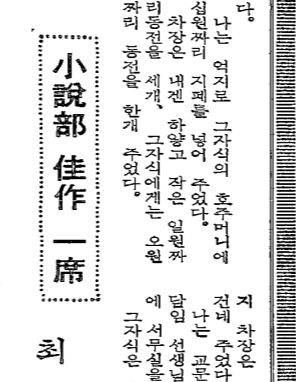 다.
나는 억지로 그자식의 호주머니에
십원짜리 지폐를 넣어 주었다.
차장은 내겐 하얗고 작은 일원짜
리동전을 세개, 그자식에게는 오원
짜리 동전을 한개 주었다.
小說部 佳作 一席
지 차장은
건네 주었다
나는 교문
담임 선생님
에 서무실을
그자식은
최